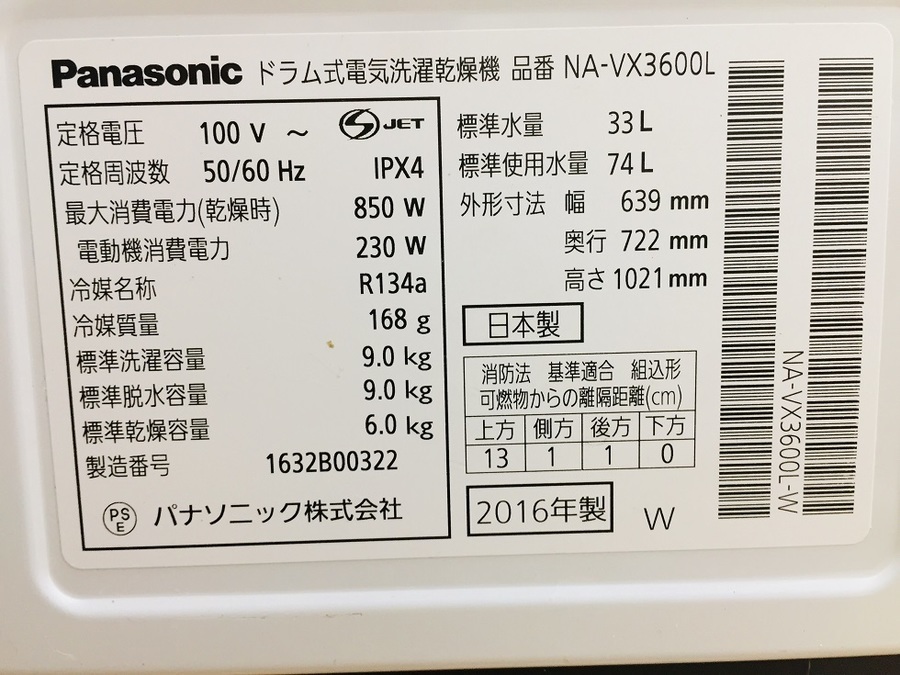 Panasonic ドラム式電気洗濯乾燥機 品番 NA-VX3600L
定格電圧 100 V ～ S JET
定格周波数 50/60 Hz IPX4
最大消費電力(乾燥時) 850 W
電動機消費電力 230 W
冷媒名称 R134a
冷媒質量 168 g
標準洗濯容量 9.0 kg
標準脱水容量 9.0 kg
標準乾燥容量 6.0 kg
製造番号 1632B00322
PSE パナソニック株式会社
標準水量 33 L
標準使用水量 74 L
外形寸法 幅 639 mm
奥行 722 mm
高さ 1021 mm
日本製
消防法 基準適合 組込形
可燃物からの離隔距離(cm)
上方 側方 後方 下方
13 1 1 0
2016年製 W
NA-VX3600L-W